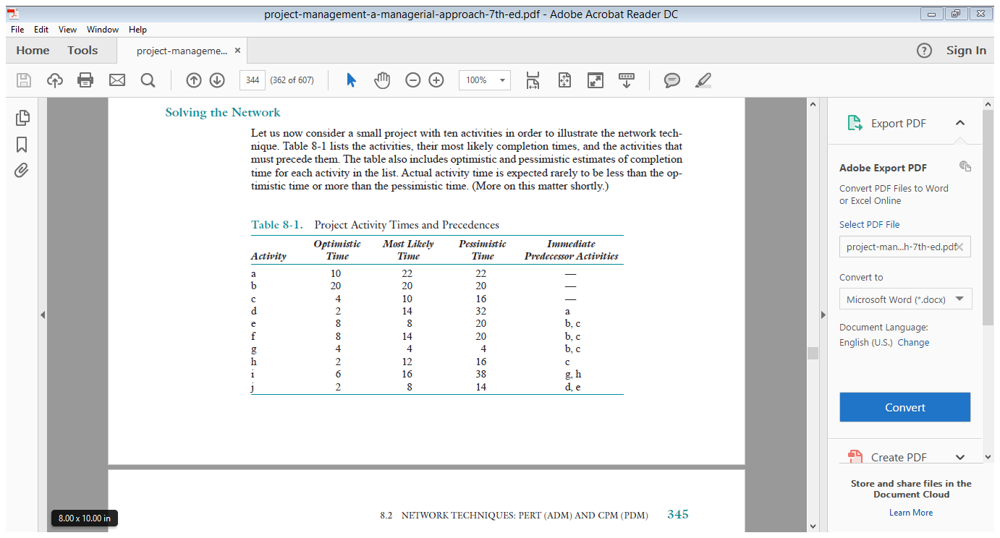 project-management-a-managerial-approach-7th-ed.pdf - Adobe Acrobat Reader DC
File Edit View Window Help
Home Tools project-manageme... × ? Sign In
344 (362 of 607) 100%
Solving the Network
Let us now consider a small project with ten activities in order to illustrate the network tech-
nique. Table 8-1 lists the activities, their most likely completion times, and the activities that
must precede them. The table also includes optimistic and pessimistic estimates of completion
time for each activity in the list. Actual activity time is expected rarely to be less than the op-
timistic time or more than the pessimistic time. (More on this matter shortly.)
Table 8-1. Project Activity Times and Precedences
Optimistic Most Likely Pessimistic Immediate
Activity Time Time Time Predecessor Activities
a 10 22 22 —
b 20 20 20 —
c 4 10 16 —
d 2 14 32 a
e 8 8 20 b, c
f 8 14 20 b, c
g 4 4 4 b, c
h 2 12 16 c
i 6 16 38 g, h
j 2 8 14 d, e
8.2 NETWORK TECHNIQUES: PERT (ADM) AND CPM (PDM) 345
8.00 x 10.00 in
Export PDF
Adobe Export PDF
Convert PDF Files to Word
or Excel Online
Select PDF File
project-man...h-7th-ed.pdf
Convert to
Microsoft Word (*.docx)
Document Language:
English (U.S.) Change
Convert
Create PDF
Store and share files in the
Document Cloud
Learn More